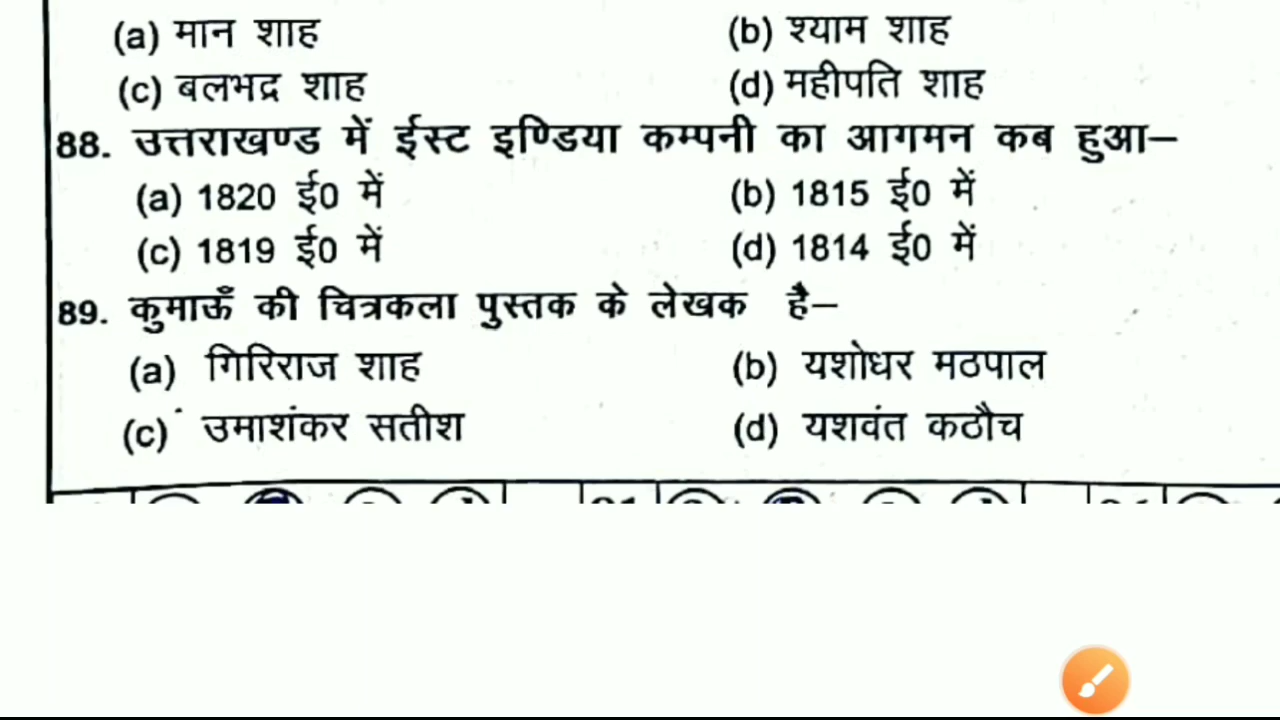 (a) मान शाह (b) श्याम शाह
(c) बलभद्र शाह (d) महीपति शाह
88. उत्तराखण्ड में ईस्ट इण्डिया कम्पनी का आगमन कब हुआ–
(a) 1820 ई0 में (b) 1815 ई0 में
(c) 1819 ई0 में (d) 1814 ई0 में
89. कुमाऊँ की चित्रकला पुस्तक के लेखक है–
(a) गिरिराज शाह (b) यशोधर मठपाल
(c) उमाशंकर सतीश (d) यशवंत कठौच